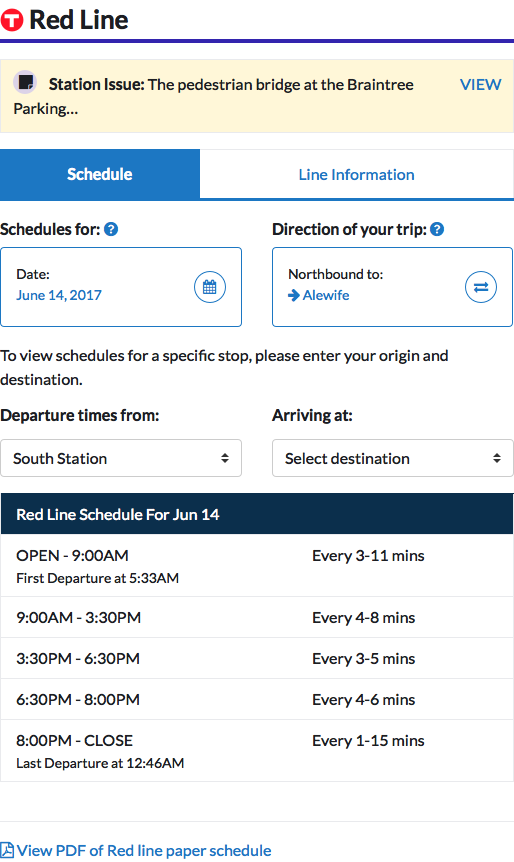 T Red Line
Station Issue: The pedestrian bridge at the Braintree VIEW
Parking...
Schedule Line Information
Schedules for: ? Direction of your trip: ?
Date: Northbound to:
June 14, 2017 Alewife
To view schedules for a specific stop, please enter your origin and
destination.
Departure times from: Arriving at:
South Station Select destination
Red Line Schedule For Jun 14
OPEN - 9:00AM Every 3-11 mins
First Departure at 5:33AM
9:00AM - 3:30PM Every 4-8 mins
3:30PM - 6:30PM Every 3-5 mins
6:30PM - 8:00PM Every 4-6 mins
8:00PM - CLOSE Every 1-15 mins
Last Departure at 12:46AM
View PDF of Red line paper schedule